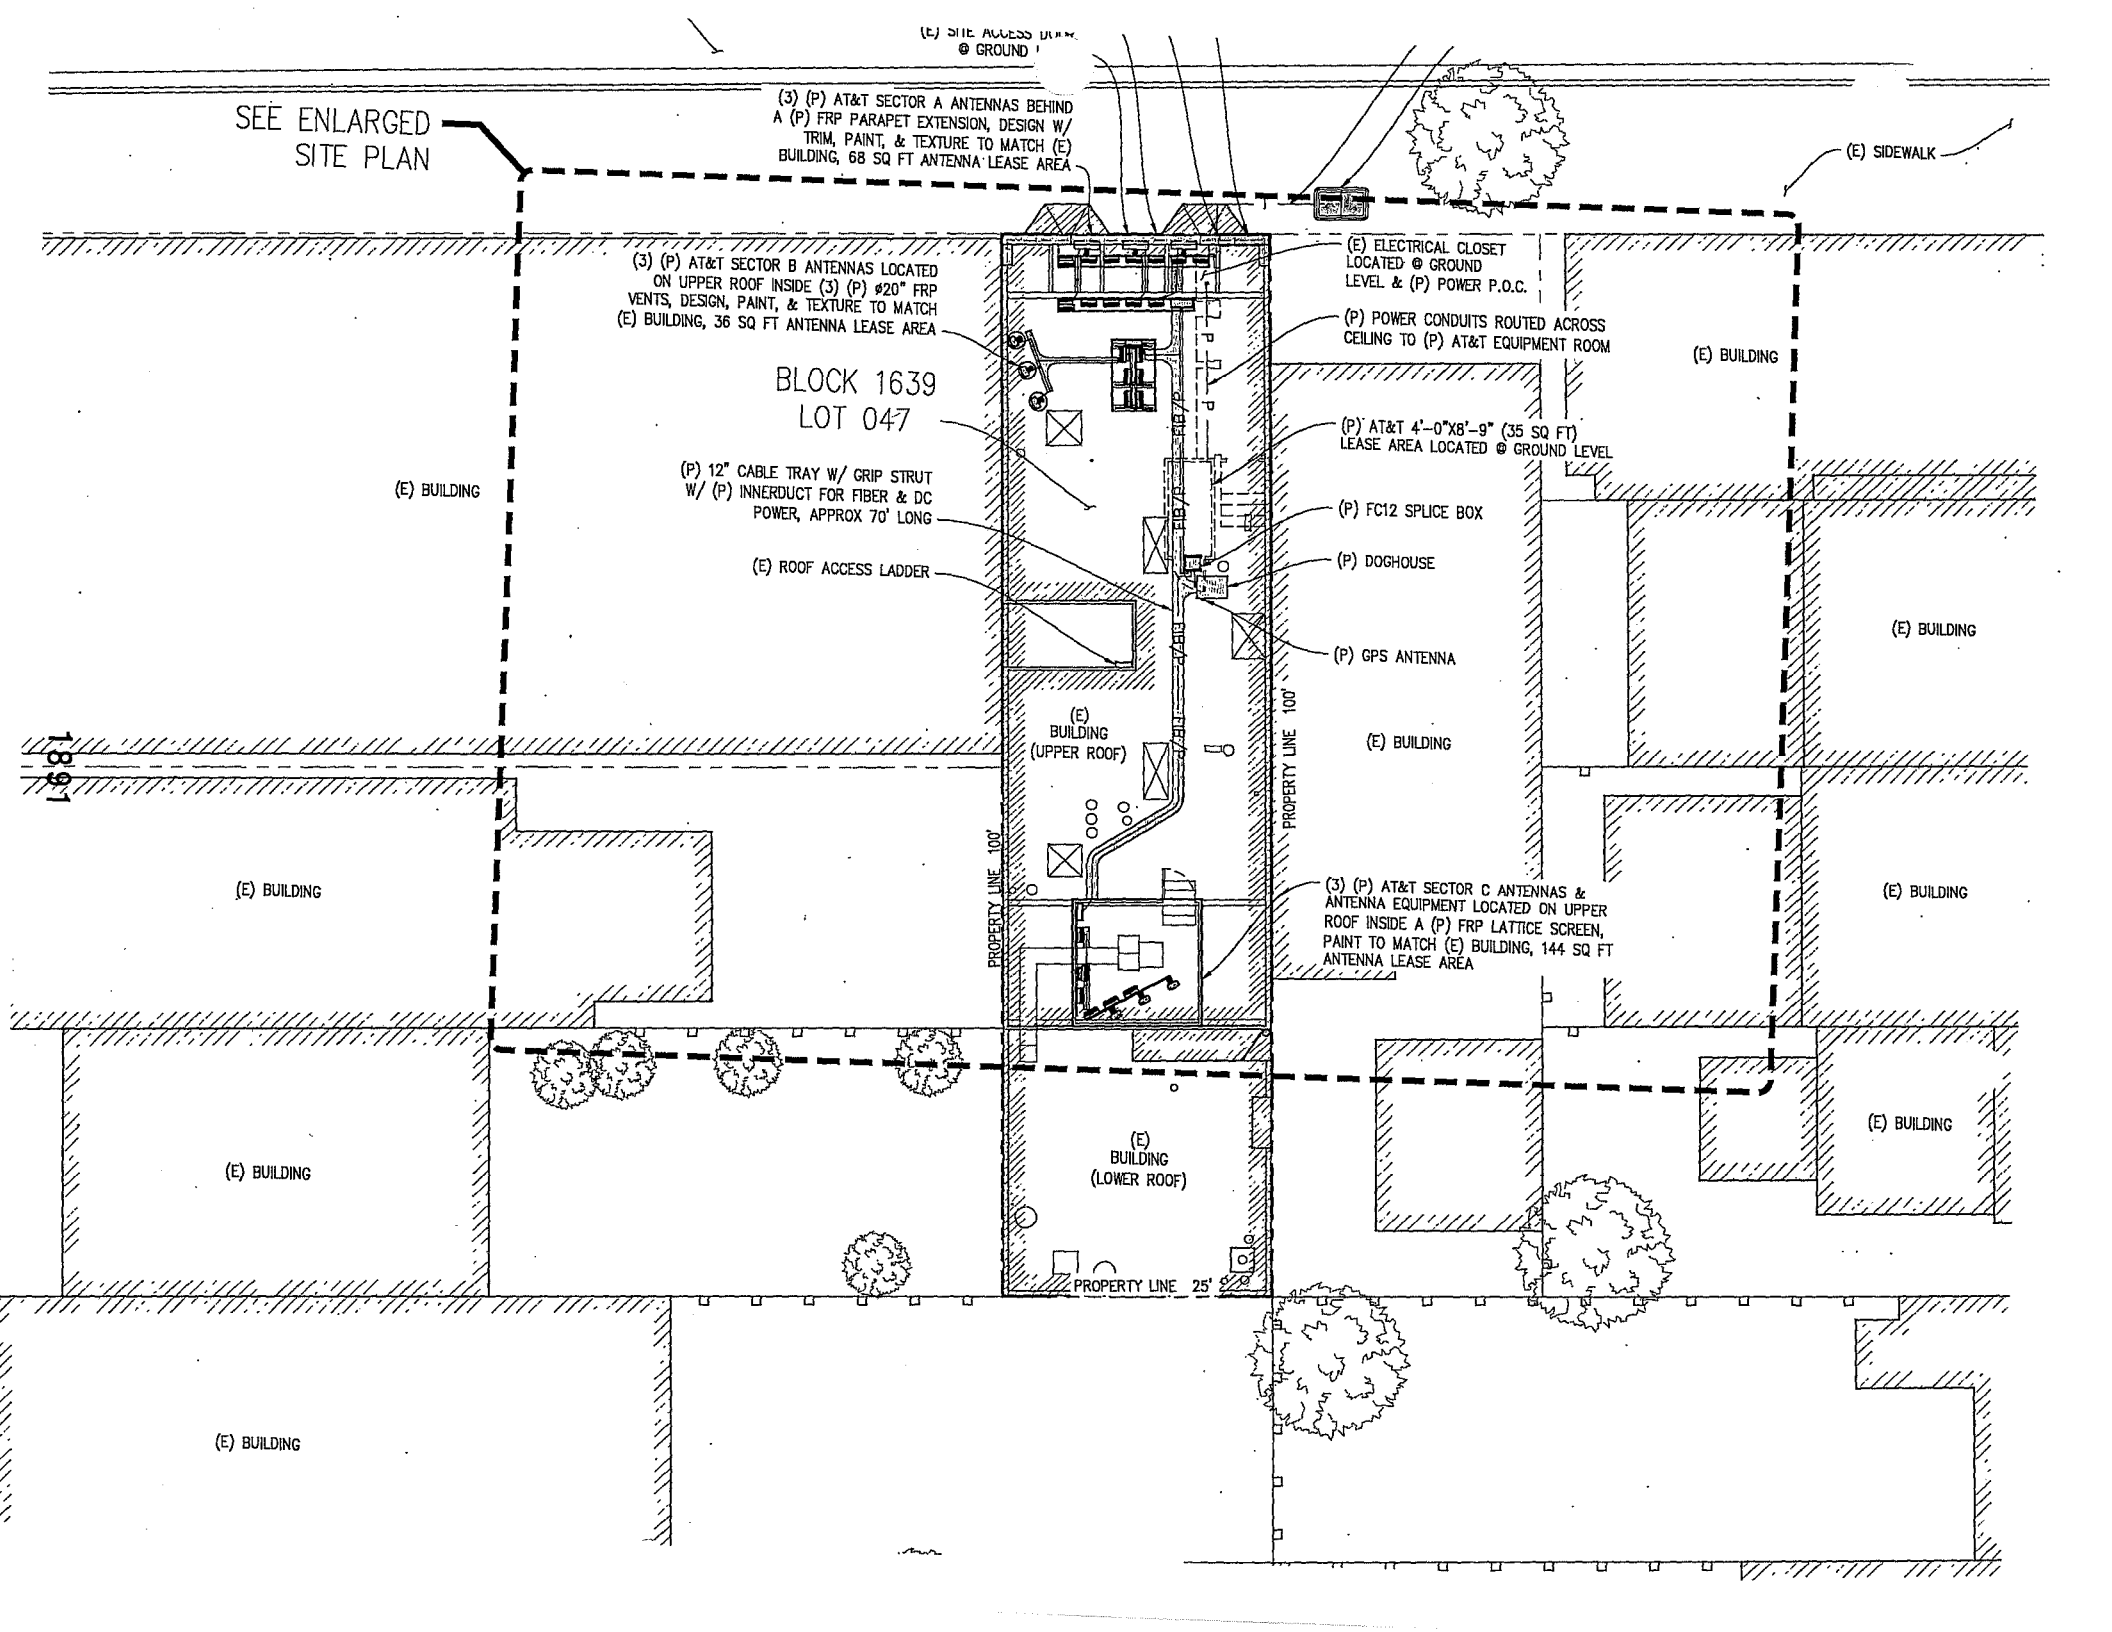 (E) SITE ACCESS
@ GROUND
(3) (P) AT&T SECTOR A ANTENNAS BEHIND
A (P) FRP PARAPET EXTENSION, DESIGN W/
TRIM, PAINT, & TEXTURE TO MATCH (E)
BUILDING, 68 SQ FT ANTENNA LEASE AREA
SEE ENLARGED
SITE PLAN
(E) SIDEWALK
(3) (P) AT&T SECTOR B ANTENNAS LOCATED
ON UPPER ROOF INSIDE (3) (P) ø20" FRP
VENTS, DESIGN, PAINT, & TEXTURE TO MATCH
(E) BUILDING, 36 SQ FT ANTENNA LEASE AREA
(E) ELECTRICAL CLOSET
LOCATED @ GROUND
LEVEL & (P) POWER P.O.C.
(P) POWER CONDUITS ROUTED ACROSS
CEILING TO (P) AT&T EQUIPMENT ROOM
(E) BUILDING
BLOCK 1639
LOT 047
(P) AT&T 4'-0"X8'-9" (35 SQ FT)
LEASE AREA LOCATED @ GROUND LEVEL
(E) BUILDING
(P) 12" CABLE TRAY W/ GRIP STRUT
W/ (P) INNERDUCT FOR FIBER & DC
POWER, APPROX 70' LONG
(P) FC12 SPLICE BOX
(E) ROOF ACCESS LADDER
(P) DOGHOUSE
(P) GPS ANTENNA
(E) BUILDING
P
P
P
FIB/P
FIB/P
FIB/P
FIB/P
(E)
BUILDING
(UPPER ROOF)
PROPERTY LINE 100'
(E) BUILDING
1891
PROPERTY LINE 100'
(E) BUILDING
(3) (P) AT&T SECTOR C ANTENNAS &
ANTENNA EQUIPMENT LOCATED ON UPPER
ROOF INSIDE A (P) FRP LATTICE SCREEN,
PAINT TO MATCH (E) BUILDING, 144 SQ FT
ANTENNA LEASE AREA
(E) BUILDING
(E) BUILDING
(E)
BUILDING
(LOWER ROOF)
(E) BUILDING
PROPERTY LINE 25'
(E) BUILDING